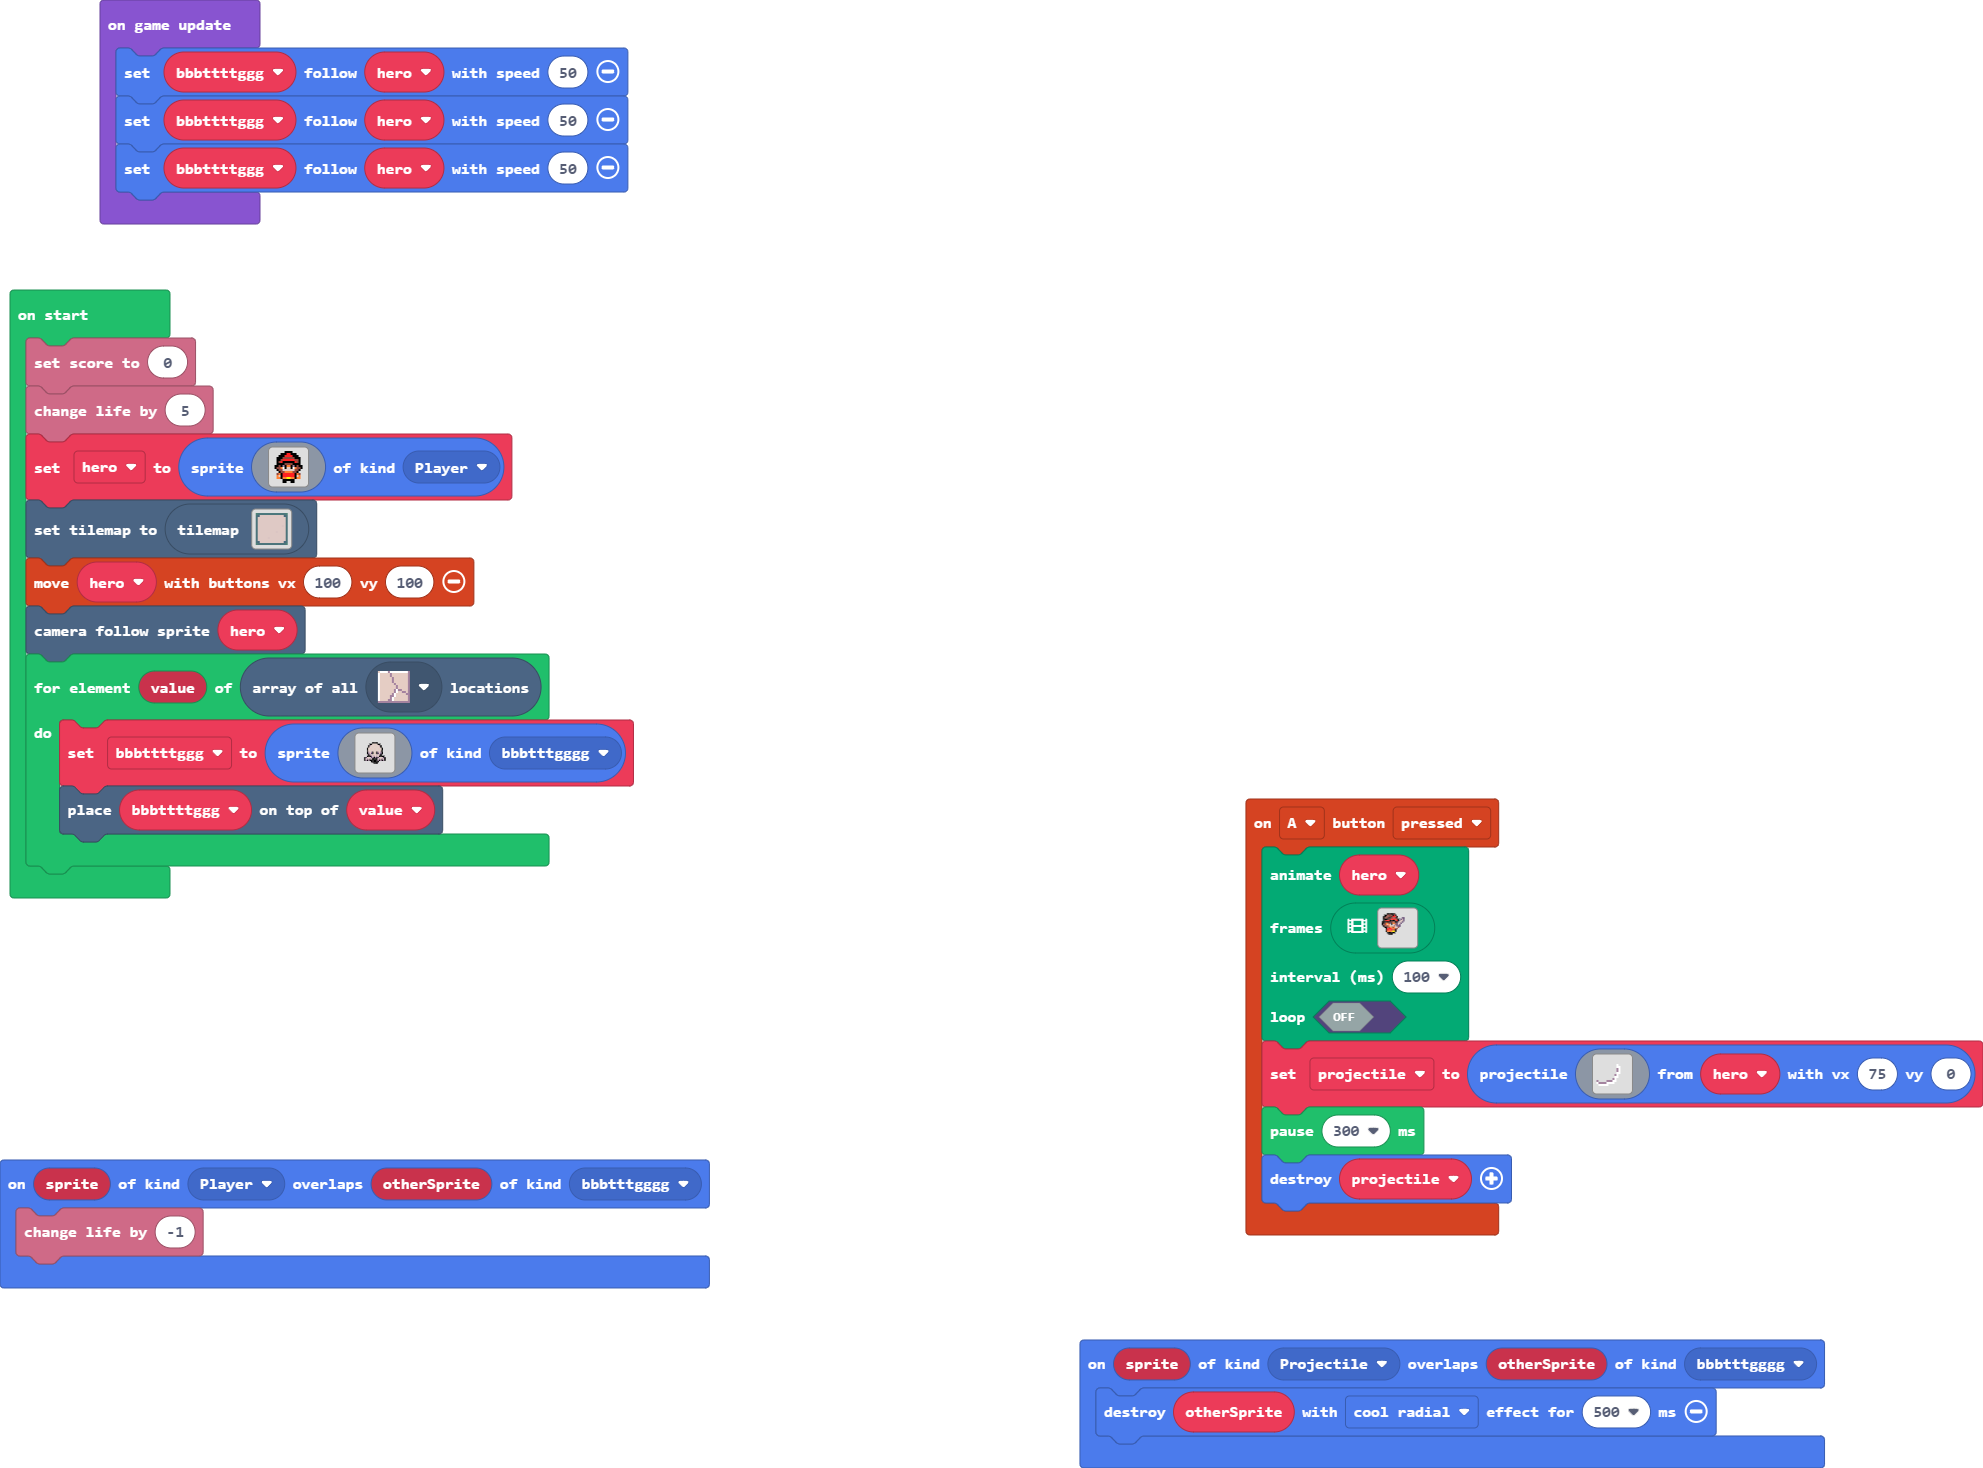 on game update
set bbbttttggg follow hero with speed 50
set bbbttttggg follow hero with speed 50
set bbbttttggg follow hero with speed 50
on start
set score to 0
change life by 5
set hero to sprite of kind Player
set tilemap to tilemap
move hero with buttons vx 100 vy 100
camera follow sprite hero
for element value of array of all locations
do
set bbbttttggg to sprite of kind bbbtttgggg
place bbbttttggg on top of value
on A button pressed
animate hero
frames
interval (ms) 100
loop OFF
set projectile to projectile from hero with vx 75 vy 0
pause 300 ms
destroy projectile
on sprite of kind Player overlaps otherSprite of kind bbbtttgggg
change life by -1
on sprite of kind Projectile overlaps otherSprite of kind bbbtttgggg
destroy otherSprite with cool radial effect for 500 ms